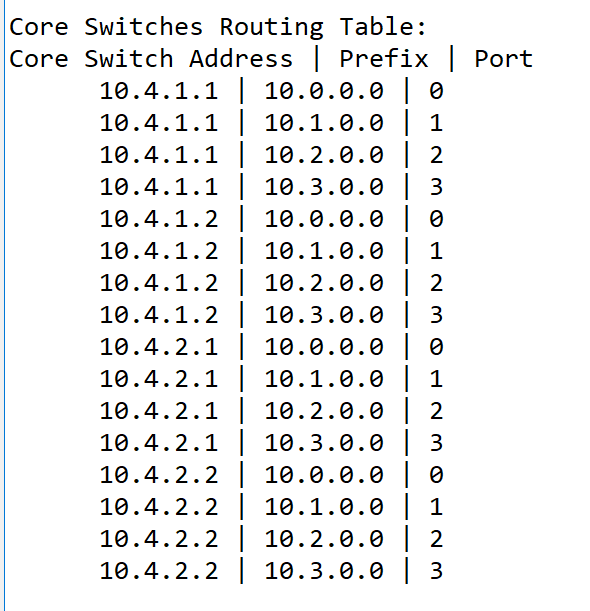 Core Switches Routing Table:
Core Switch Address | Prefix | Port
10.4.1.1 | 10.0.0.0 | 0
10.4.1.1 | 10.1.0.0 | 1
10.4.1.1 | 10.2.0.0 | 2
10.4.1.1 | 10.3.0.0 | 3
10.4.1.2 | 10.0.0.0 | 0
10.4.1.2 | 10.1.0.0 | 1
10.4.1.2 | 10.2.0.0 | 2
10.4.1.2 | 10.3.0.0 | 3
10.4.2.1 | 10.0.0.0 | 0
10.4.2.1 | 10.1.0.0 | 1
10.4.2.1 | 10.2.0.0 | 2
10.4.2.1 | 10.3.0.0 | 3
10.4.2.2 | 10.0.0.0 | 0
10.4.2.2 | 10.1.0.0 | 1
10.4.2.2 | 10.2.0.0 | 2
10.4.2.2 | 10.3.0.0 | 3